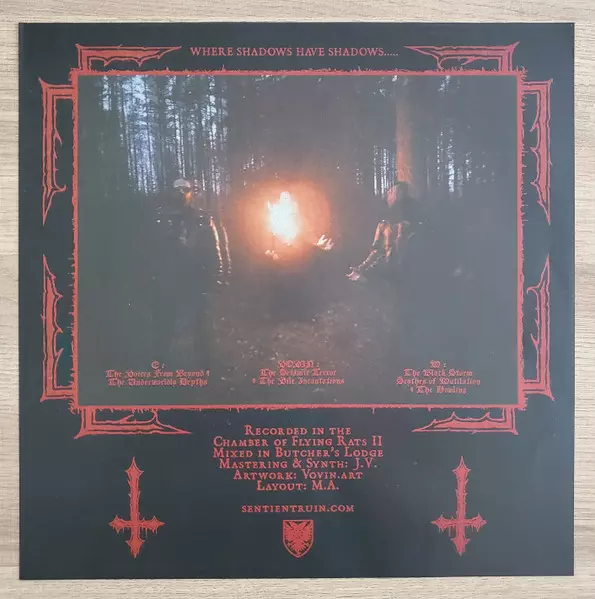 WHERE SHADOWS HAVE SHADOWS.....
The Voices From Beyond
The Underworlds Depths
The Seismic Terror
The Vile Incantations
The Black Storm
Scythes of Mutilation
The Howling
RECORDED IN THE
CHAMBER OF FLYING RATS II
MIXED IN BUTCHER'S LODGE
MASTERING & SYNTH: J.V.
ARTWORK: VOVIN.ART
LAYOUT: M.A.
SENTIENTRUIN.COM